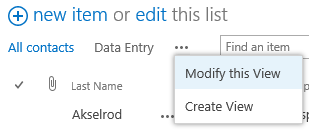 new item or edit this list
All contacts Data Entry ... Find an item
Modify this View
Last Name
Create View
Akselrod ...